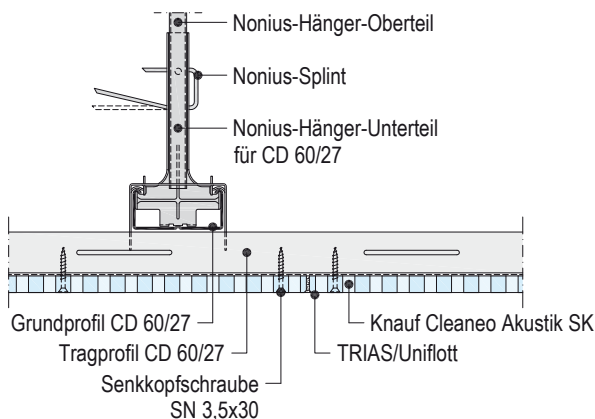 Nonius-Hänger-Oberteil
Nonius-Splint
Nonius-Hänger-Unterteil
für CD 60/27
Grundprofil CD 60/27
Knauf Cleaneo Akustik SK
Tragprofil CD 60/27
TRIAS/Uniflott
Senkkopfschraube
SN 3,5x30